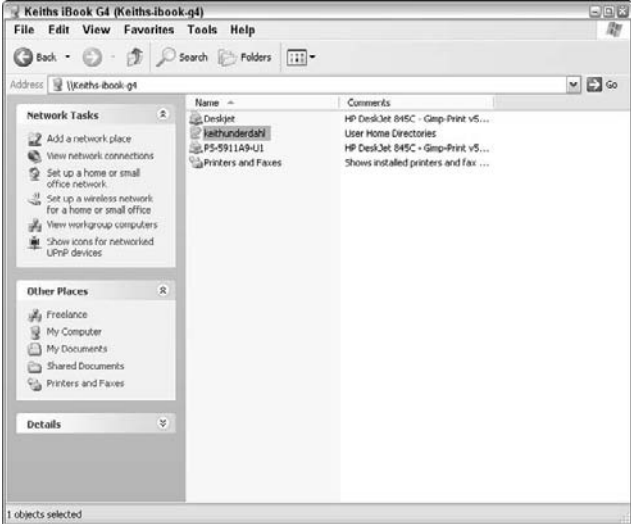 Keiths iBook G4 (Keiths-ibook-g4)
File Edit View Favorites Tools Help
Back Search Folders
Address \\Keiths-ibook-g4 Go
Network Tasks
Add a network place
View network connections
Set up a home or small
office network
Set up a wireless network
for a home or small office
View workgroup computers
Show icons for networked
UPnP devices
Other Places
Freelance
My Computer
My Documents
Shared Documents
Printers and Faxes
Details
Name Comments
Deskjet HP DeskJet 845C - Gimp-Print v5...
keithunderdahl User Home Directories
PS-5911A9-U1 HP DeskJet 845C - Gimp-Print v5...
Printers and Faxes Shows installed printers and fax ...
1 objects selected